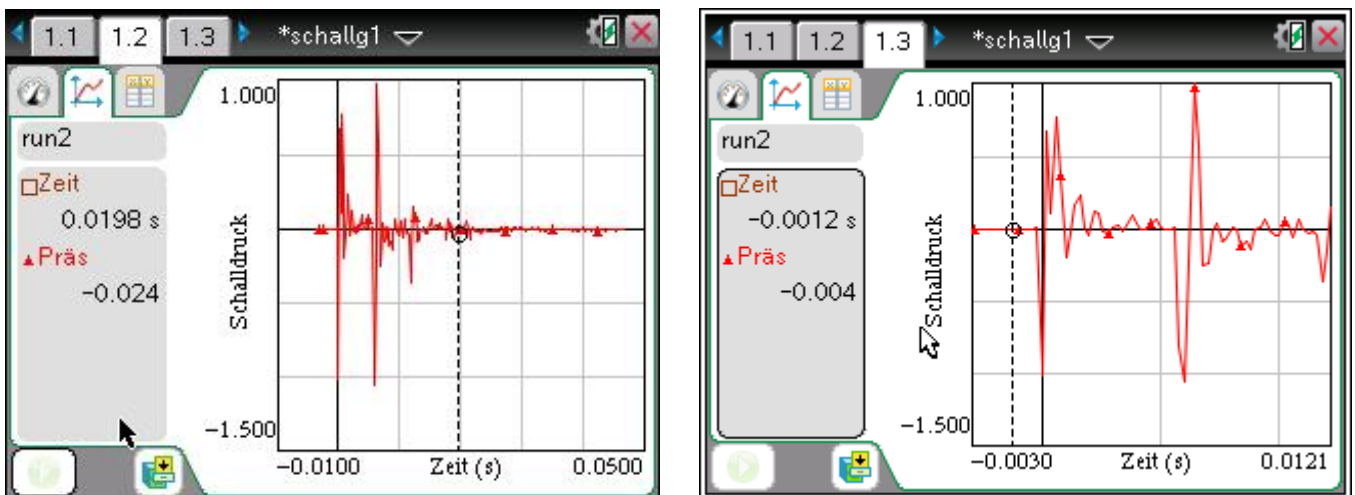 1.1 1.2 1.3 *schallg1
run2
Zeit
0.0198 s
Präs
-0.024
1.000
Schalldruck
-1.500
-0.0100 Zeit (s) 0.0500
1.1 1.2 1.3 *schallg1
run2
Zeit
-0.0012 s
Präs
-0.004
1.000
Schalldruck
-1.500
-0.0030 Zeit (s) 0.0121